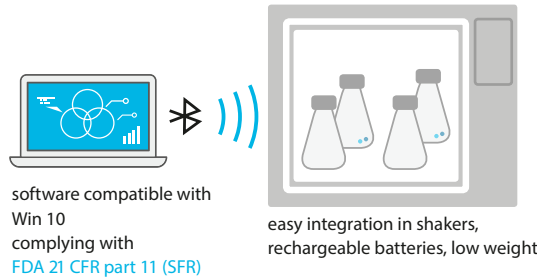 software compatible with
Win 10
complying with
FDA 21 CFR part 11 (SFR)
easy integration in shakers,
rechargeable batteries, low weight